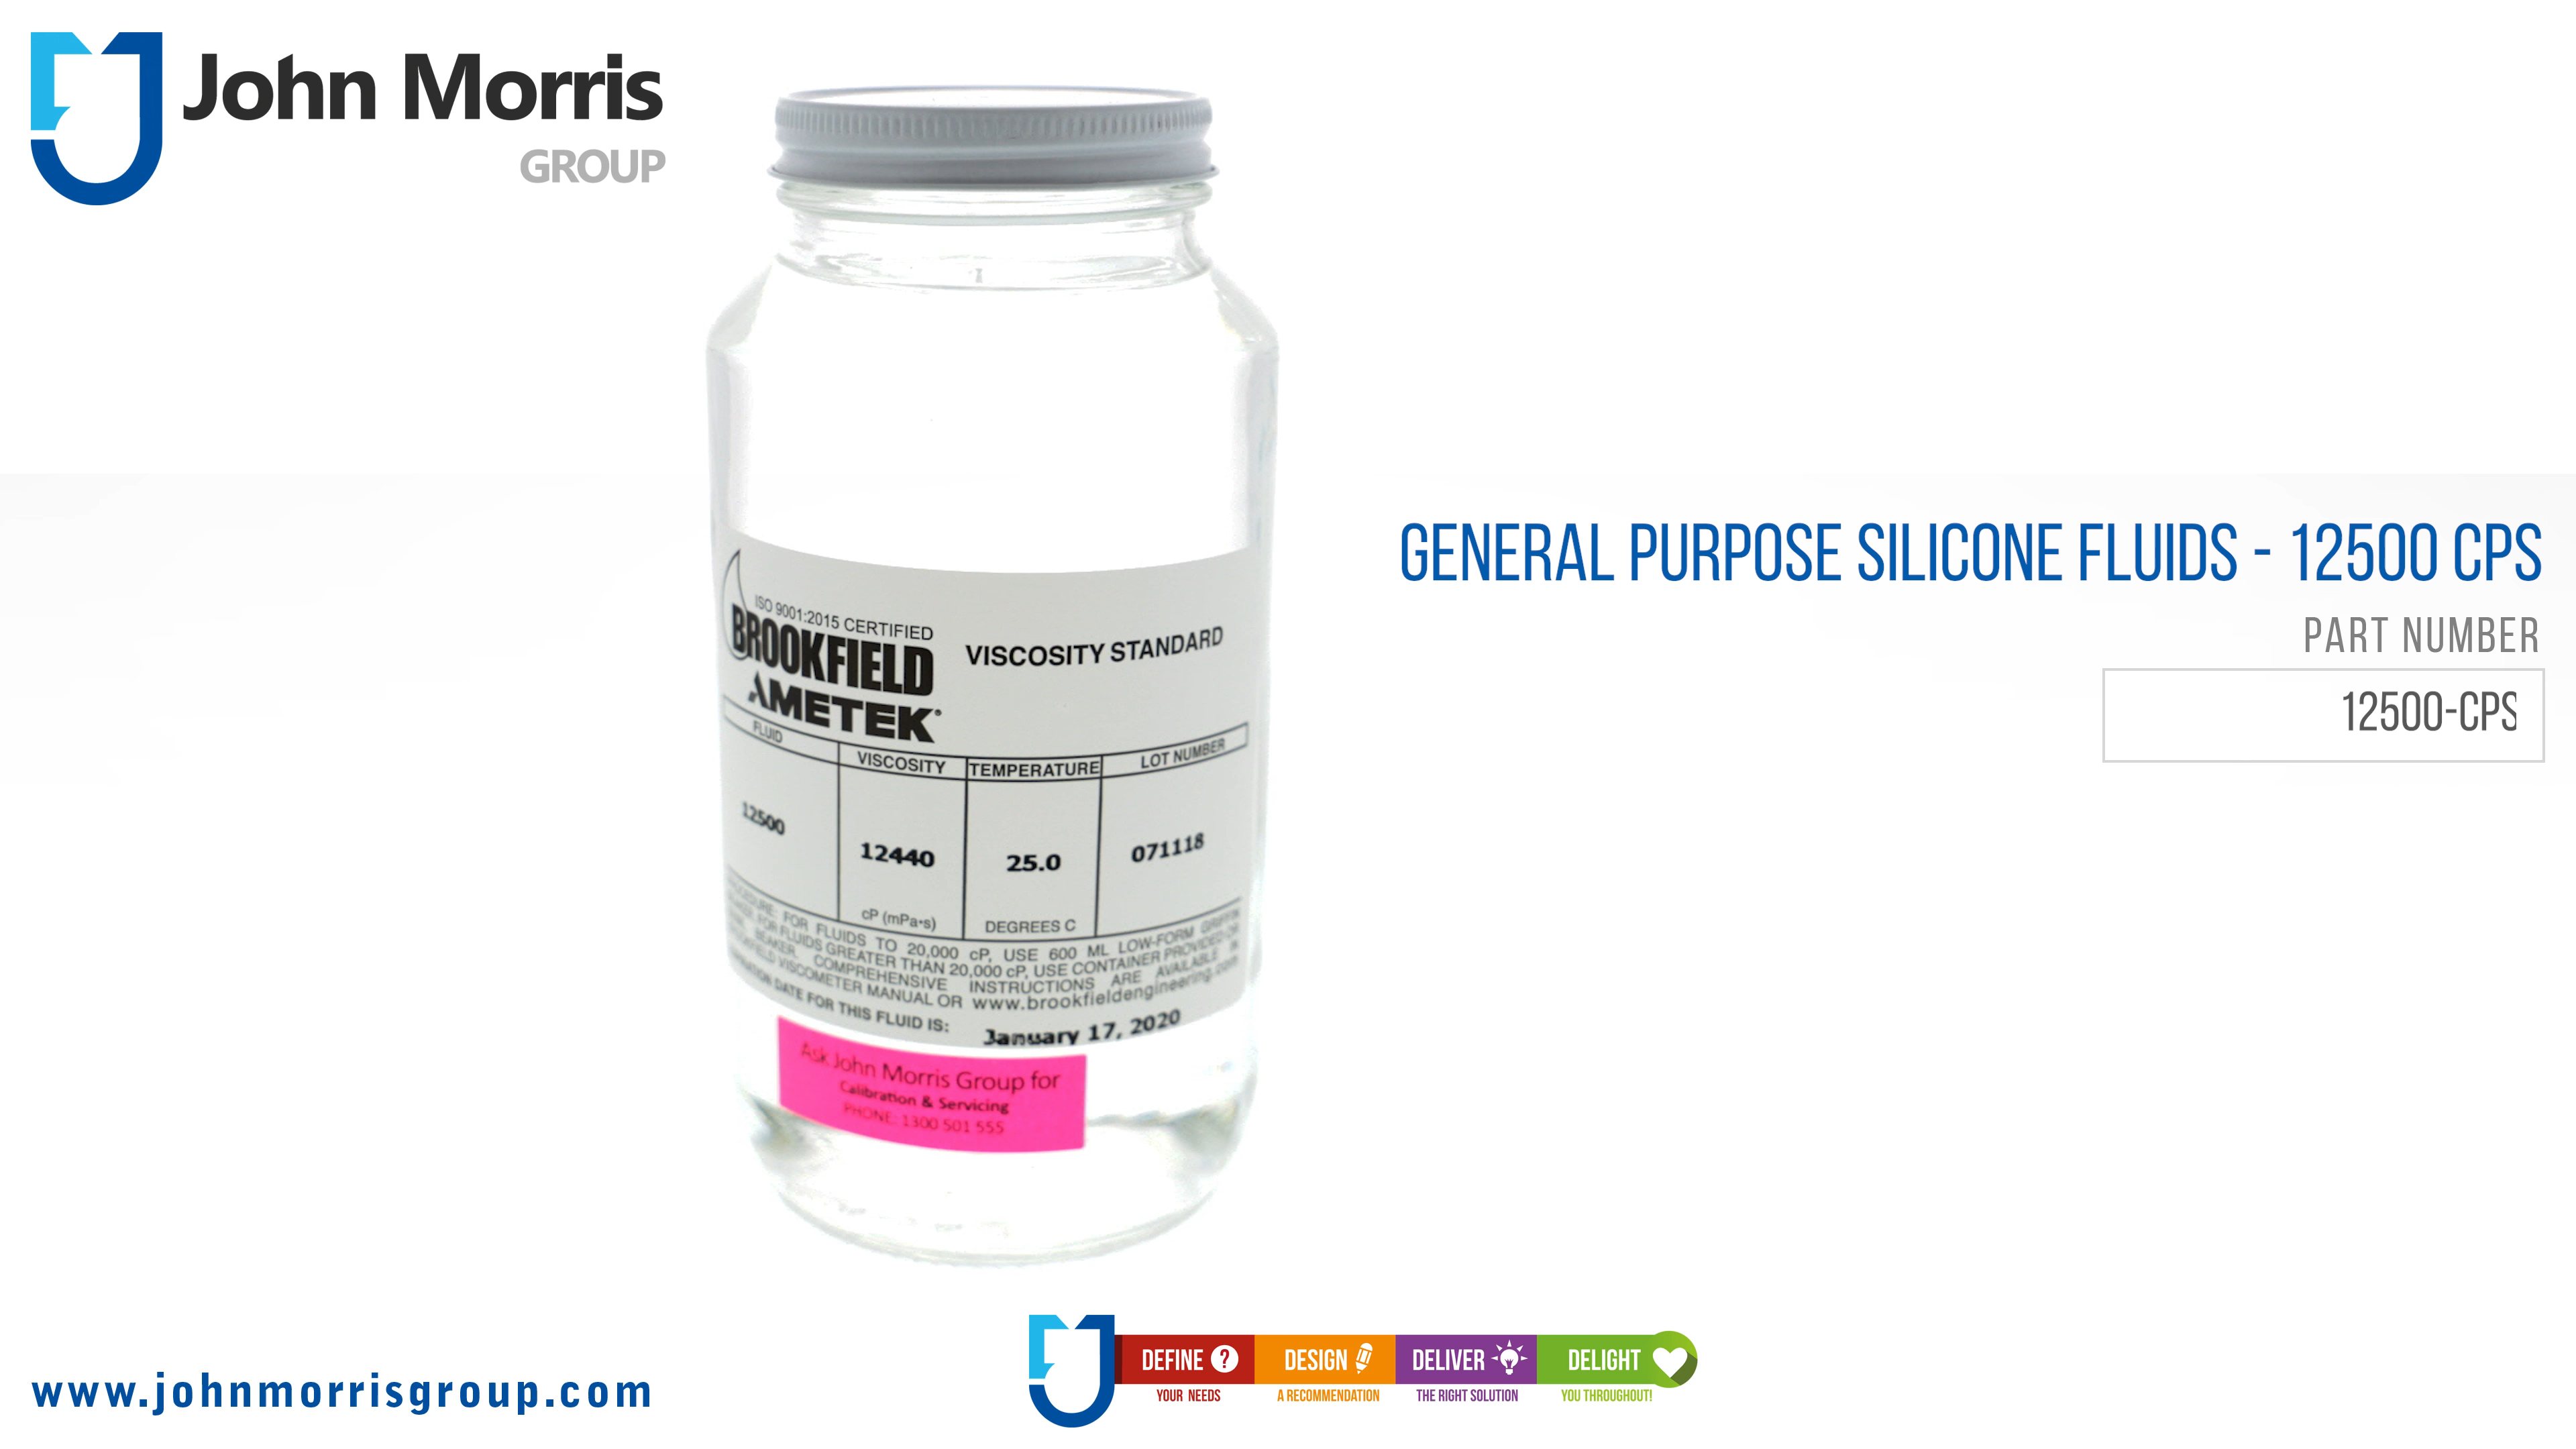 John Morris
GROUP
GENERAL PURPOSE SILICONE FLUIDS - 12500 CPS
PART NUMBER
12500-CPS
ISO 9001:2015 CERTIFIED
BROOKFIELD
AMETEK®
VISCOSITY STANDARD
FLUID VISCOSITY TEMPERATURE LOT NUMBER
12500 12440 25.0 071118
cP (mPa•s) DEGREES C
FOR FLUIDS TO 20,000 cP, USE 600 ML LOW-FORM GRIFFIN
BEAKER. FOR FLUIDS GREATER THAN 20,000 cP, USE CONTAINER PROVIDED OR
BEAKER. COMPREHENSIVE INSTRUCTIONS ARE AVAILABLE IN
VISCOMETER MANUAL OR www.brookfieldengineering.com
DATE FOR THIS FLUID IS: January 17, 2020
Ask John Morris Group for
Calibration & Servicing
PHONE: 1300 501 555
www.johnmorrisgroup.com
DEFINE ? DESIGN DELIVER DELIGHT
YOUR NEEDS A RECOMMENDATION THE RIGHT SOLUTION YOU THROUGHOUT!